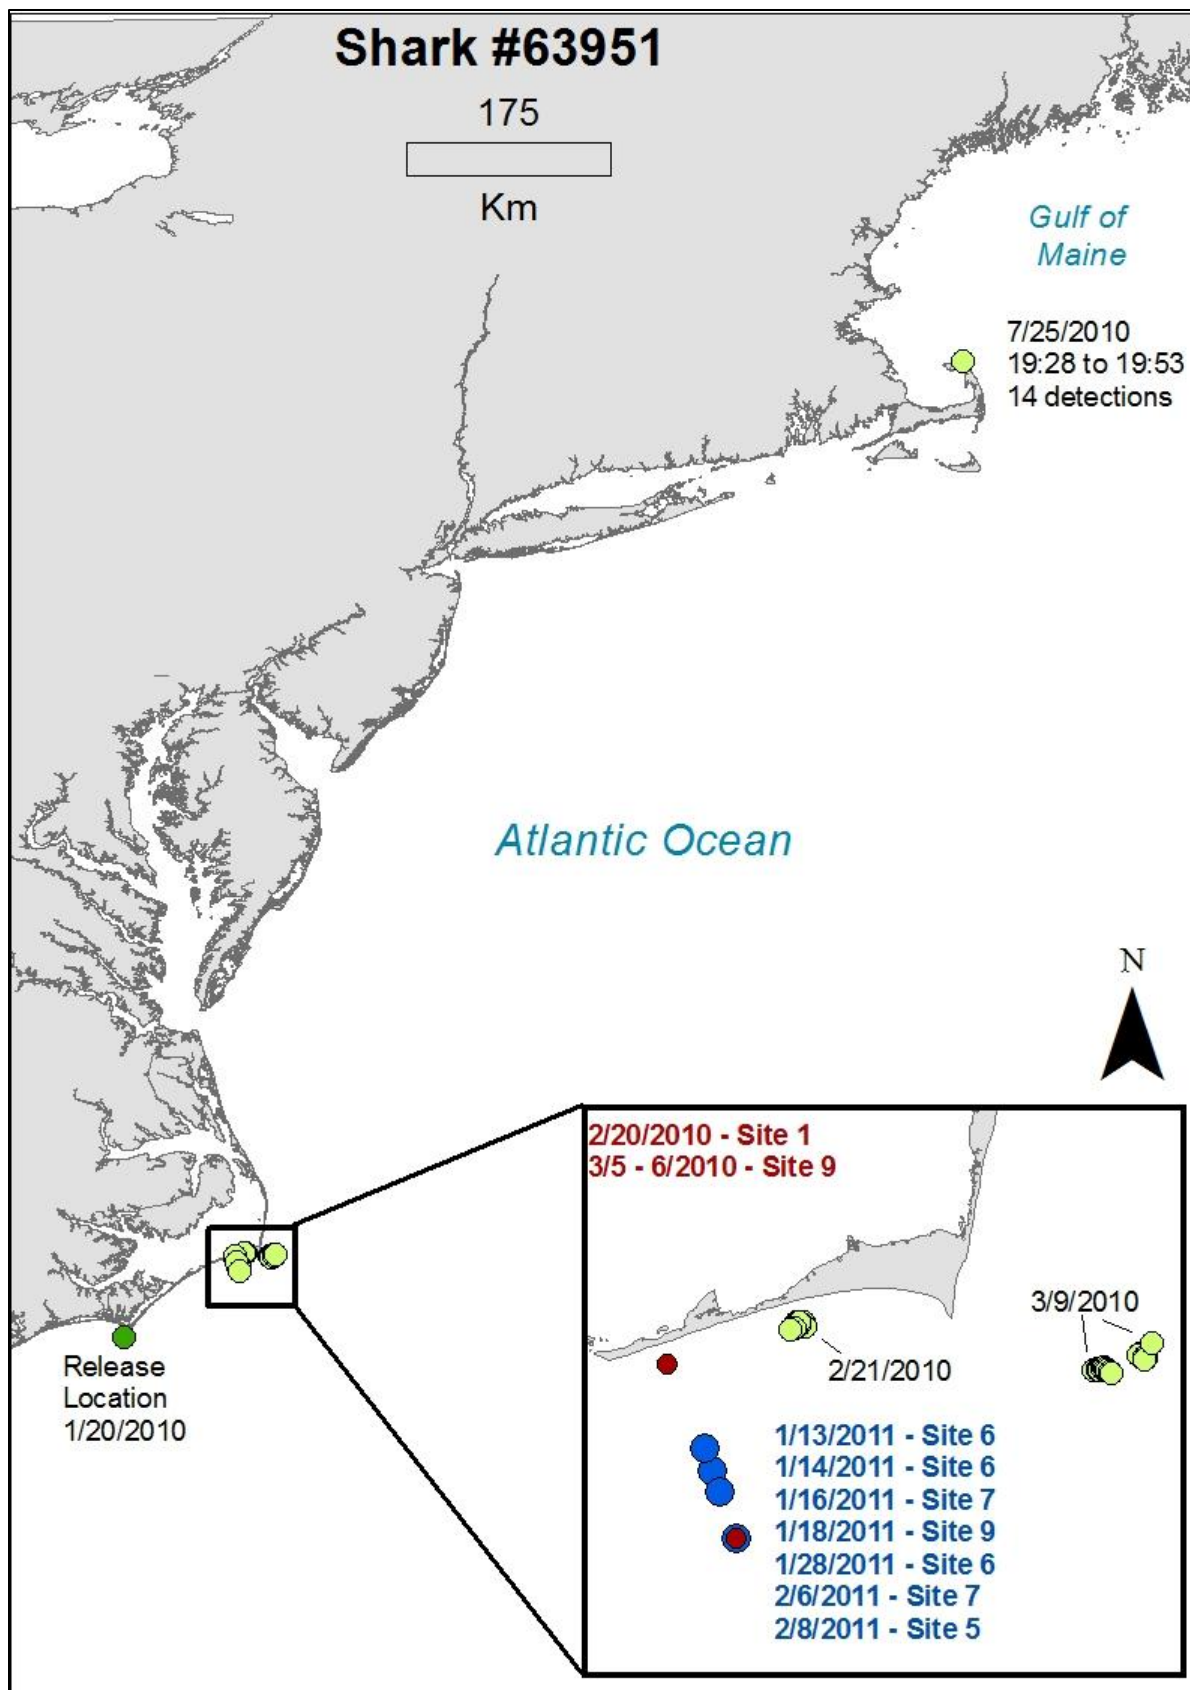 Shark #63951
175
Km
Gulf of
Maine
7/25/2010
19:28 to 19:53
14 detections
Atlantic Ocean
N
2/20/2010 - Site 1
3/5 - 6/2010 - Site 9
3/9/2010
2/21/2010
Release
Location
1/20/2010
1/13/2011 - Site 6
1/14/2011 - Site 6
1/16/2011 - Site 7
1/18/2011 - Site 9
1/28/2011 - Site 6
2/6/2011 - Site 7
2/8/2011 - Site 5